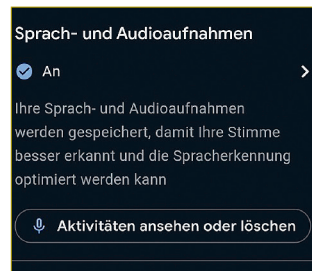 Sprach- und Audioaufnahmen
An
Ihre Sprach- und Audioaufnahmen
werden gespeichert, damit Ihre Stimme
besser erkannt und die Spracherkennung
optimiert werden kann
Aktivitäten ansehen oder löschen